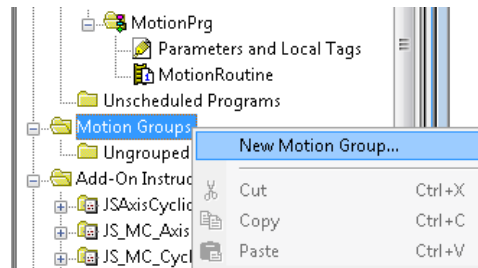 MotionPrg
Parameters and Local Tags
MotionRoutine
Unscheduled Programs
Motion Groups
New Motion Group...
Ungrouped
Add-On Instruc
Cut Ctrl+X
JSAxisCyclic
Copy Ctrl+C
JS_MC_Axis
Paste Ctrl+V
JS_MC_Cycl